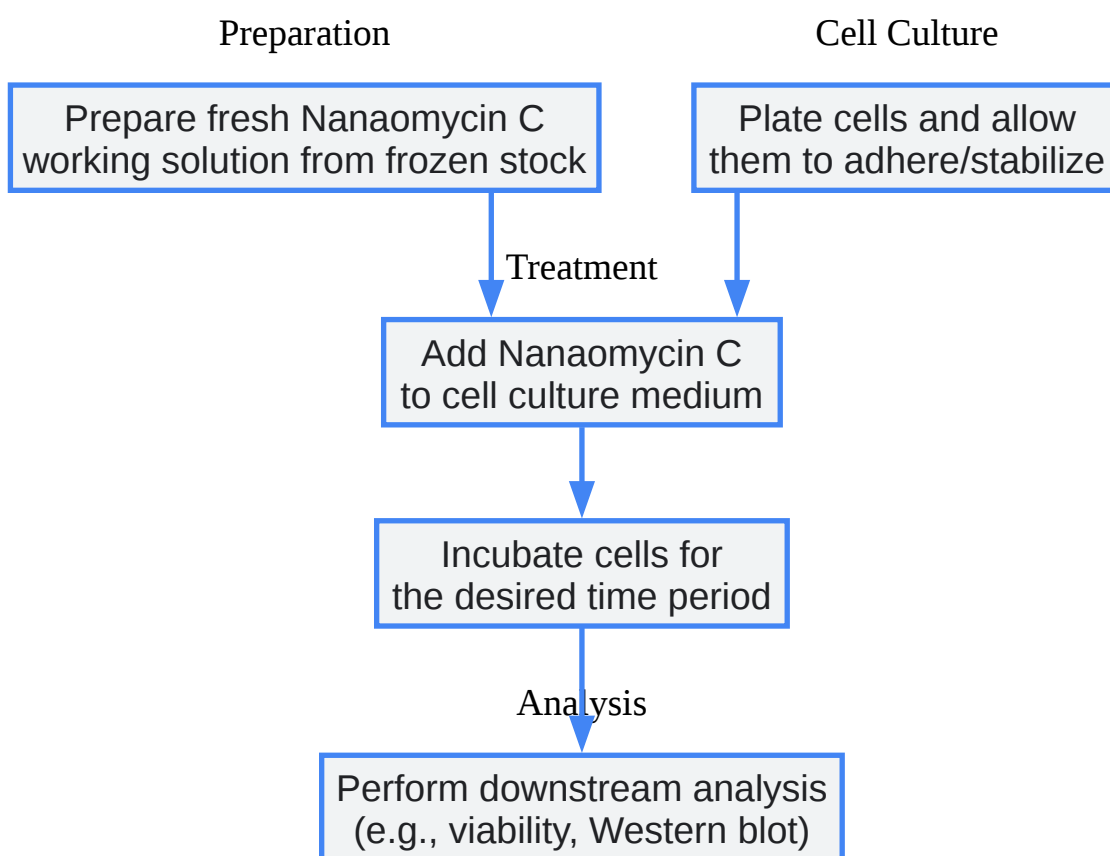 Preparation
Cell Culture
Prepare fresh Nanaomycin C
working solution from frozen stock
Plate cells and allow
them to adhere/stabilize
Treatment
Add Nanaomycin C
to cell culture medium
Incubate cells for
the desired time period
Analysis
Perform downstream analysis
(e.g., viability, Western blot)